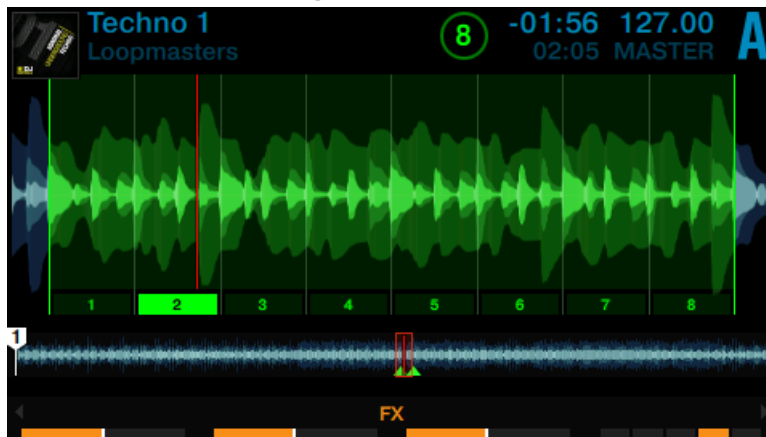 Techno 1
Loopmasters
8
-01:56 127.00
02:05 MASTER
A
1 2 3 4 5 6 7 8
1
FX